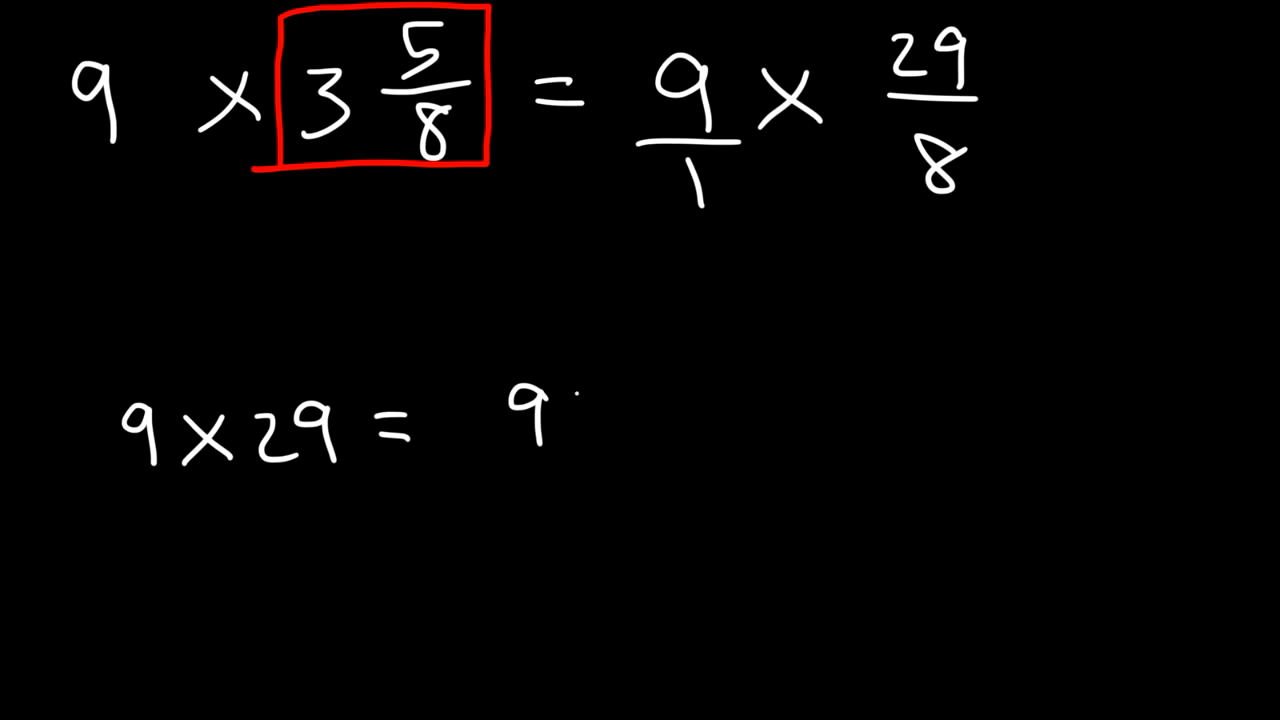 9 × 3 5/8 = 9/1 × 29/8
9 × 29 = 9